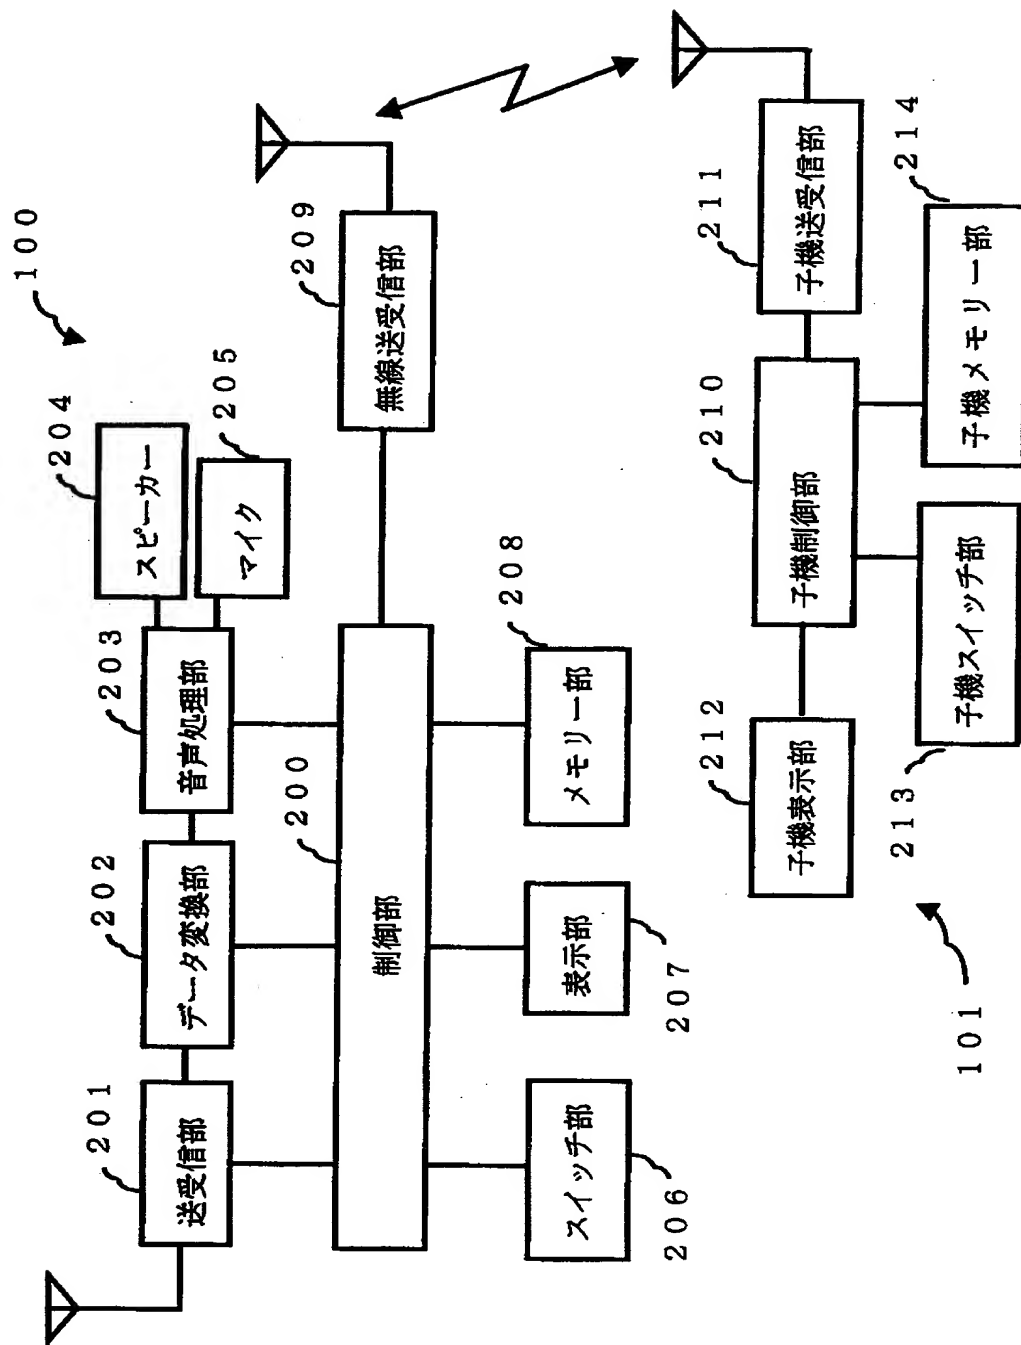 １００
２０１
送受信部
２０２
データ変換部
２０３
音声処理部
２０４
スピーカー
２０５
マイク
２００
制御部
２０９
無線送受信部
２０６
スイッチ部
２０７
表示部
２０８
メモリー部
１０１
２１２
子機表示部
２１０
子機制御部
２１１
子機送受信部
２１３
子機スイッチ部
２１４
子機メモリー部